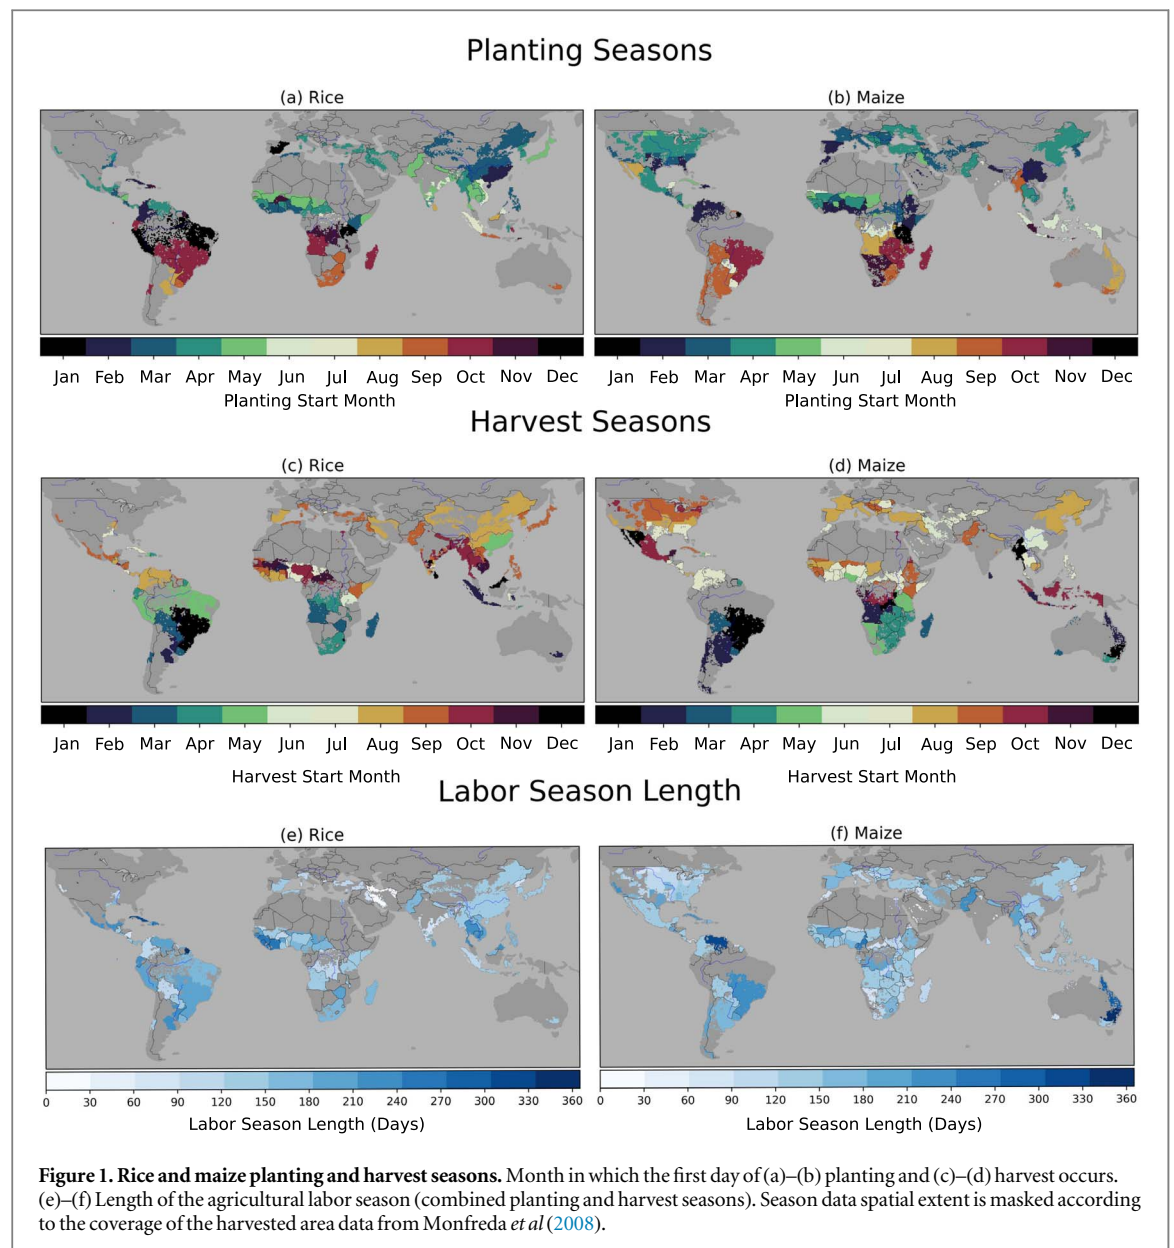 Planting Seasons
(a) Rice
(b) Maize
Jan Feb Mar Apr May Jun Jul Aug Sep Oct Nov Dec
Planting Start Month
Jan Feb Mar Apr May Jun Jul Aug Sep Oct Nov Dec
Planting Start Month
Harvest Seasons
(c) Rice
(d) Maize
Jan Feb Mar Apr May Jun Jul Aug Sep Oct Nov Dec
Harvest Start Month
Jan Feb Mar Apr May Jun Jul Aug Sep Oct Nov Dec
Harvest Start Month
Labor Season Length
(e) Rice
(f) Maize
0 30 60 90 120 150 180 210 240 270 300 330 360
Labor Season Length (Days)
0 30 60 90 120 150 180 210 240 270 300 330 360
Labor Season Length (Days)
Figure 1. Rice and maize planting and harvest seasons. Month in which the first day of (a)–(b) planting and (c)–(d) harvest occurs.
(e)–(f) Length of the agricultural labor season (combined planting and harvest seasons). Season data spatial extent is masked according
to the coverage of the harvested area data from Monfreda et al (2008).